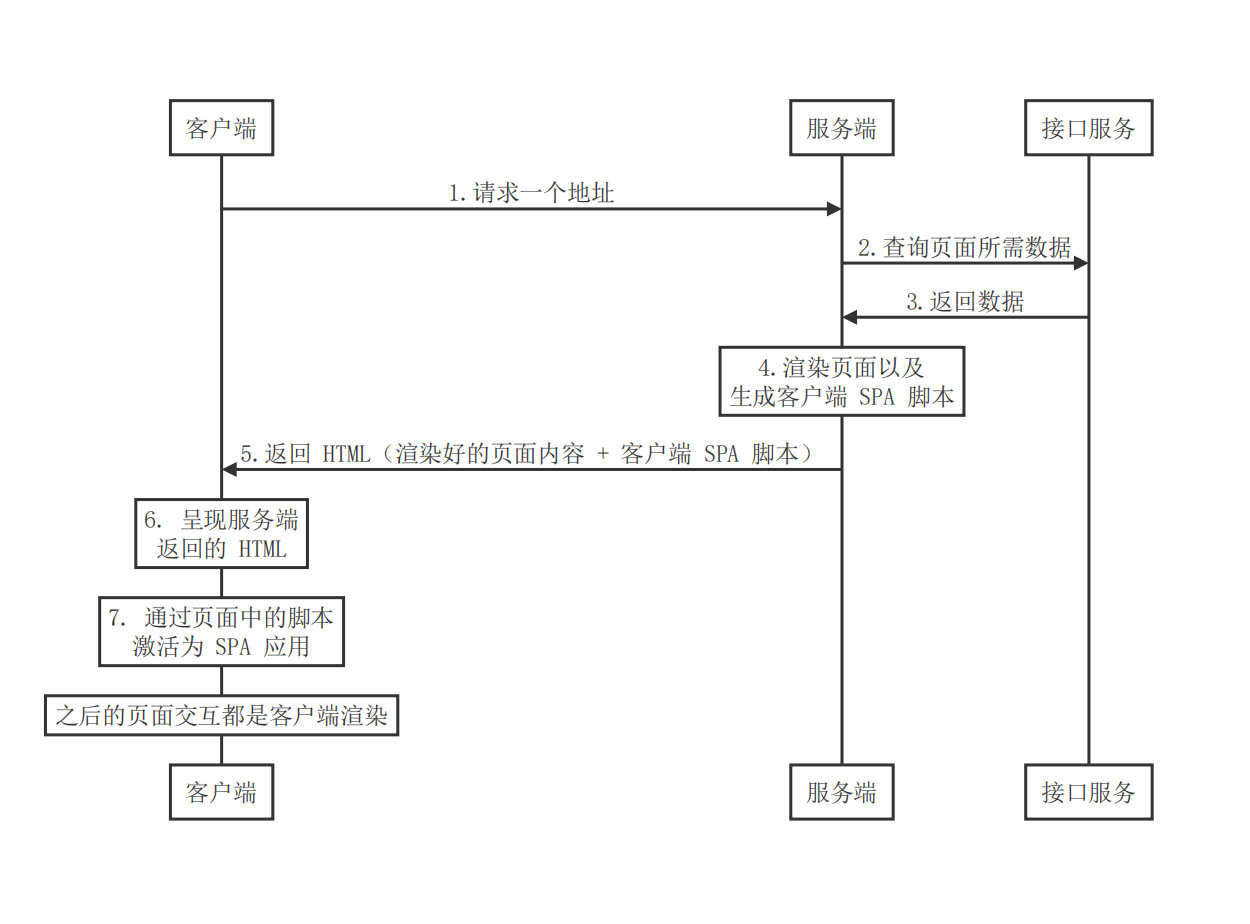 客户端
服务端
接口服务
1.请求一个地址
2.查询页面所需数据
3.返回数据
4.渲染页面以及
生成客户端 SPA 脚本
5.返回 HTML（渲染好的页面内容 + 客户端 SPA 脚本）
6. 呈现服务端
返回的 HTML
7. 通过页面中的脚本
激活为 SPA 应用
之后的页面交互都是客户端渲染
客户端
服务端
接口服务